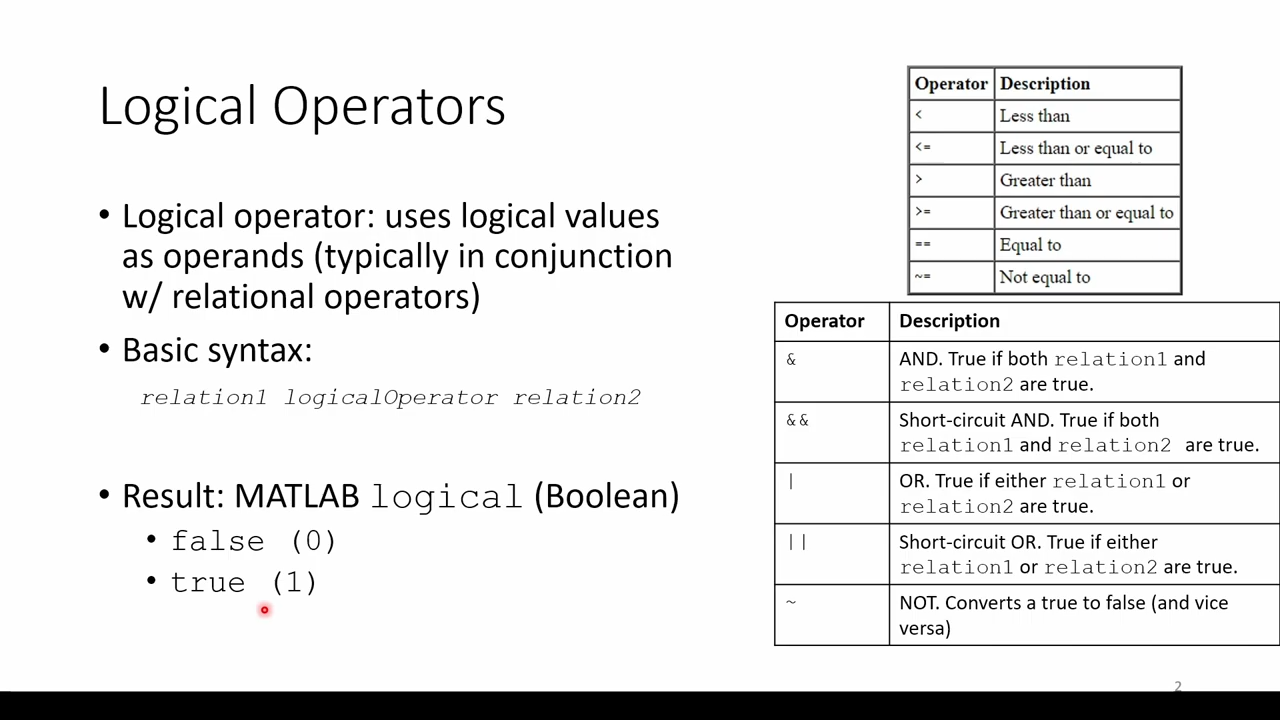 Logical Operators
• Logical operator: uses logical values
as operands (typically in conjunction
w/ relational operators)
• Basic syntax:
relation1 logicalOperator relation2
• Result: MATLAB logical (Boolean)
• false (0)
• true (1)
Operator Description
< Less than
<= Less than or equal to
> Greater than
>= Greater than or equal to
== Equal to
~= Not equal to
Operator Description
& AND. True if both relation1 and
relation2 are true.
&& Short-circuit AND. True if both
relation1 and relation2 are true.
| OR. True if either relation1 or
relation2 are true.
|| Short-circuit OR. True if either
relation1 or relation2 are true.
~ NOT. Converts a true to false (and vice
versa)
2